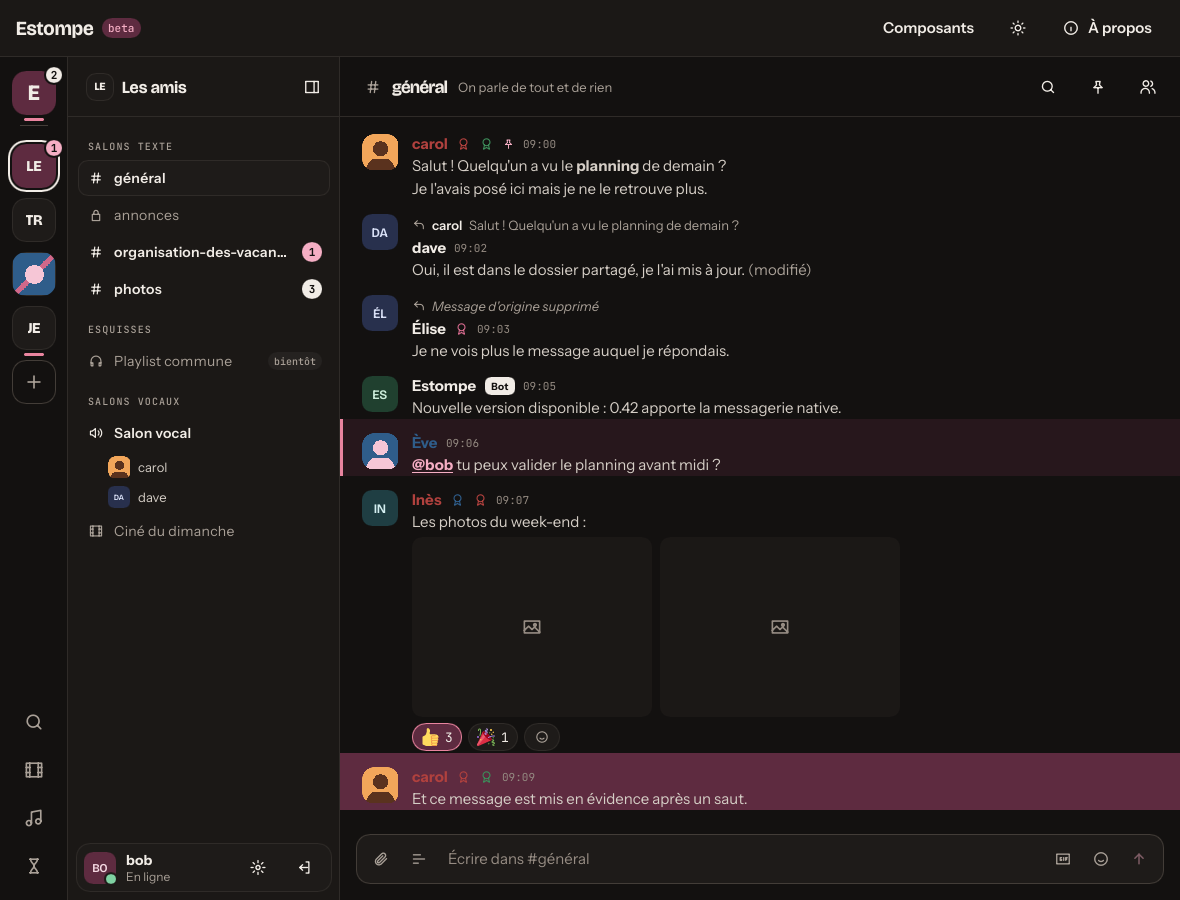 Estompe beta
Composants
À propos
E 2
LE 1
TR
JE
LE Les amis
SALONS TEXTE
# général
annonces
# organisation-des-vacan... 1
# photos 3
ESQUISSES
Playlist commune bientôt
SALONS VOCAUX
Salon vocal
carol
DA dave
Ciné du dimanche
BO bob
En ligne
# général On parle de tout et de rien
carol 09:00
Salut ! Quelqu'un a vu le planning de demain ?
Je l'avais posé ici mais je ne le retrouve plus.
carol Salut ! Quelqu'un a vu le planning de demain ?
DA dave 09:02
Oui, il est dans le dossier partagé, je l'ai mis à jour. (modifié)
Message d'origine supprimé
ÉL Élise 09:03
Je ne vois plus le message auquel je répondais.
ES Estompe Bot 09:05
Nouvelle version disponible : 0.42 apporte la messagerie native.
Ève 09:06
@bob tu peux valider le planning avant midi ?
IN Inès 09:07
Les photos du week-end :
👍 3 🎉 1
carol 09:09
Et ce message est mis en évidence après un saut.
Écrire dans #général
GIF